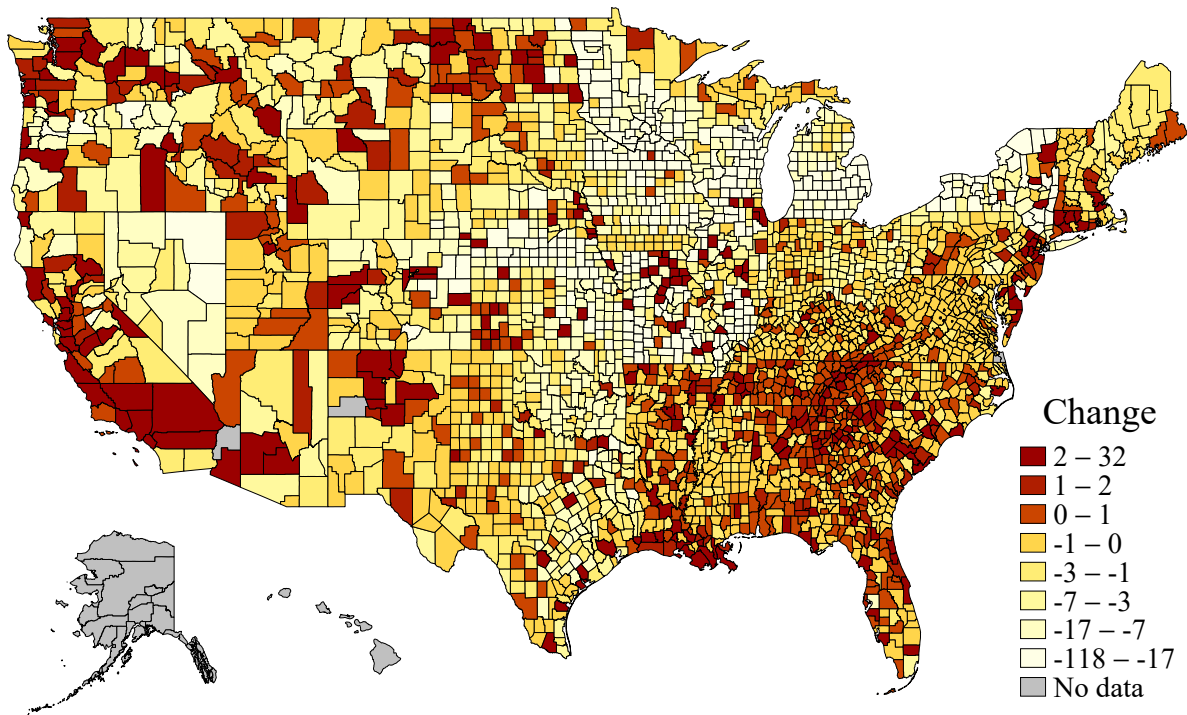 Change
2 – 32
1 – 2
0 – 1
-1 – 0
-3 – -1
-7 – -3
-17 – -7
-118 – -17
No data